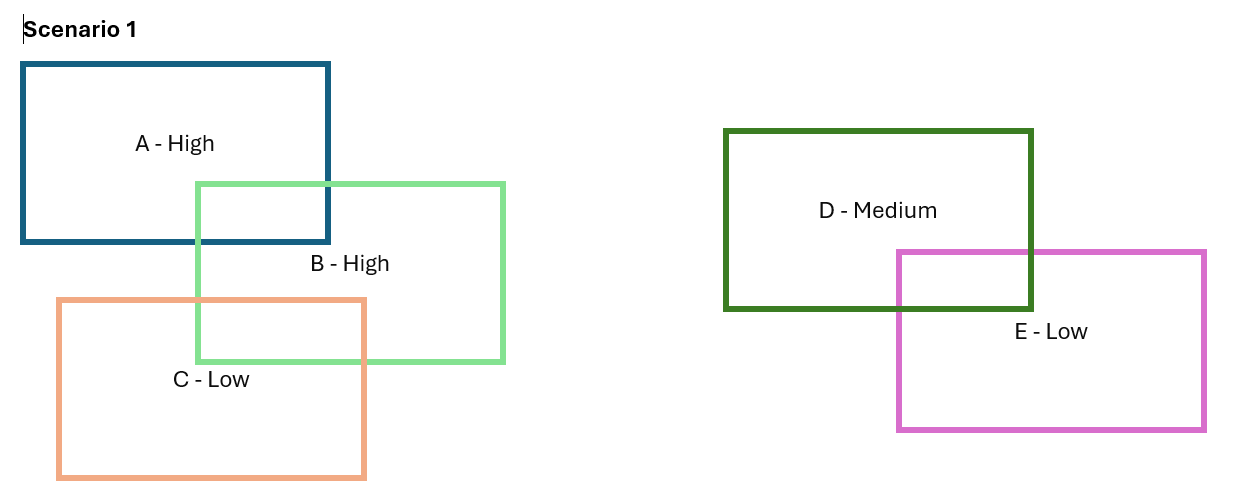 Scenario 1
A - High
B - High
C - Low
D - Medium
E - Low